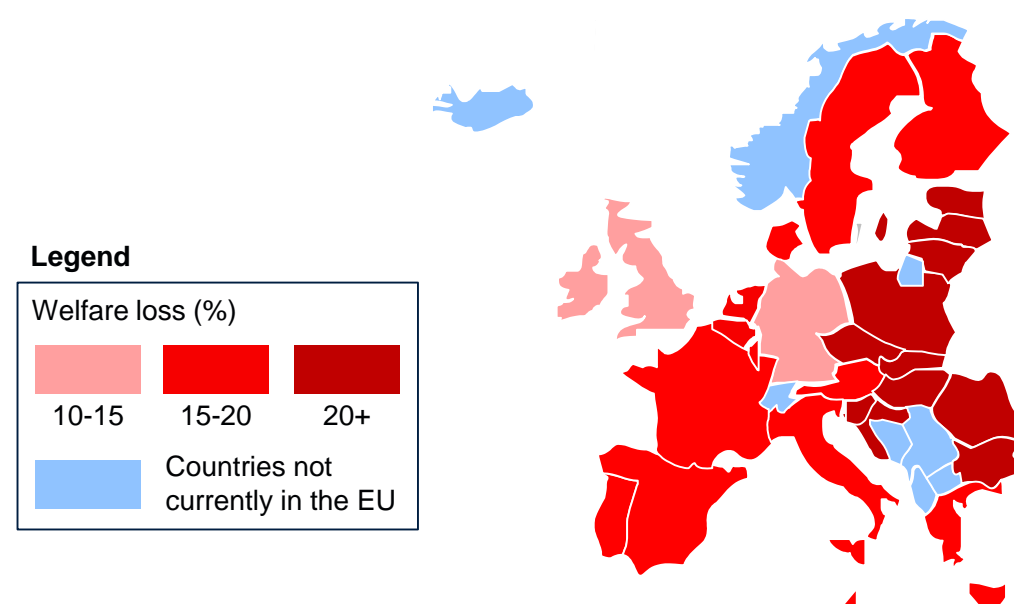 Legend
Welfare loss (%)
10-15 15-20 20+
Countries not
currently in the EU